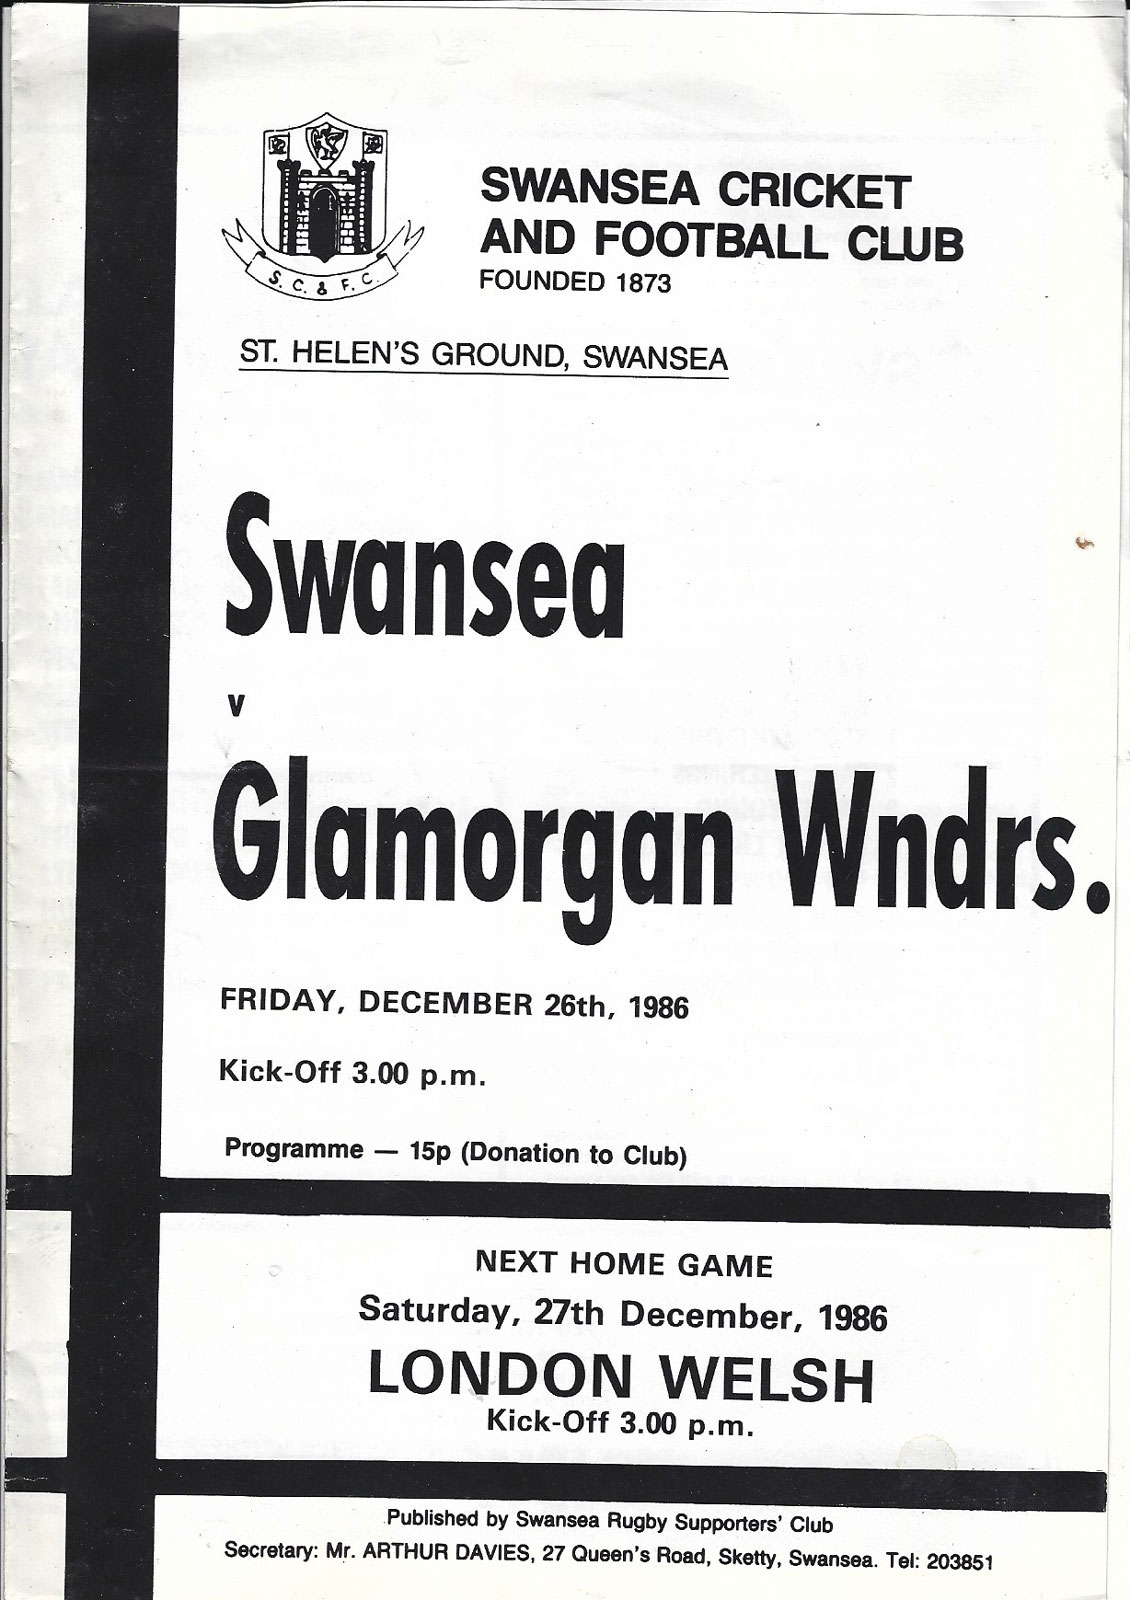 S. C. & F. C.
SWANSEA CRICKET
AND FOOTBALL CLUB
FOUNDED 1873
ST. HELEN'S GROUND, SWANSEA
Swansea
v
Glamorgan Wndrs.
FRIDAY, DECEMBER 26th, 1986
Kick-Off 3.00 p.m.
Programme — 15p (Donation to Club)
NEXT HOME GAME
Saturday, 27th December, 1986
LONDON WELSH
Kick-Off 3.00 p.m.
Published by Swansea Rugby Supporters' Club
Secretary: Mr. ARTHUR DAVIES, 27 Queen's Road, Sketty, Swansea. Tel: 203851